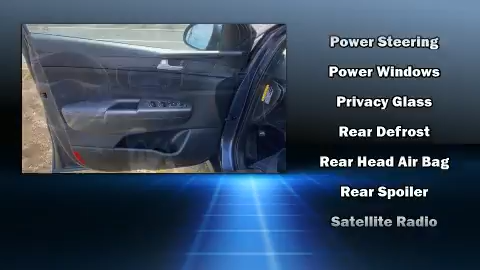 Power Steering
Power Windows
Privacy Glass
Rear Defrost
Rear Head Air Bag
Rear Spoiler
Satellite Radio